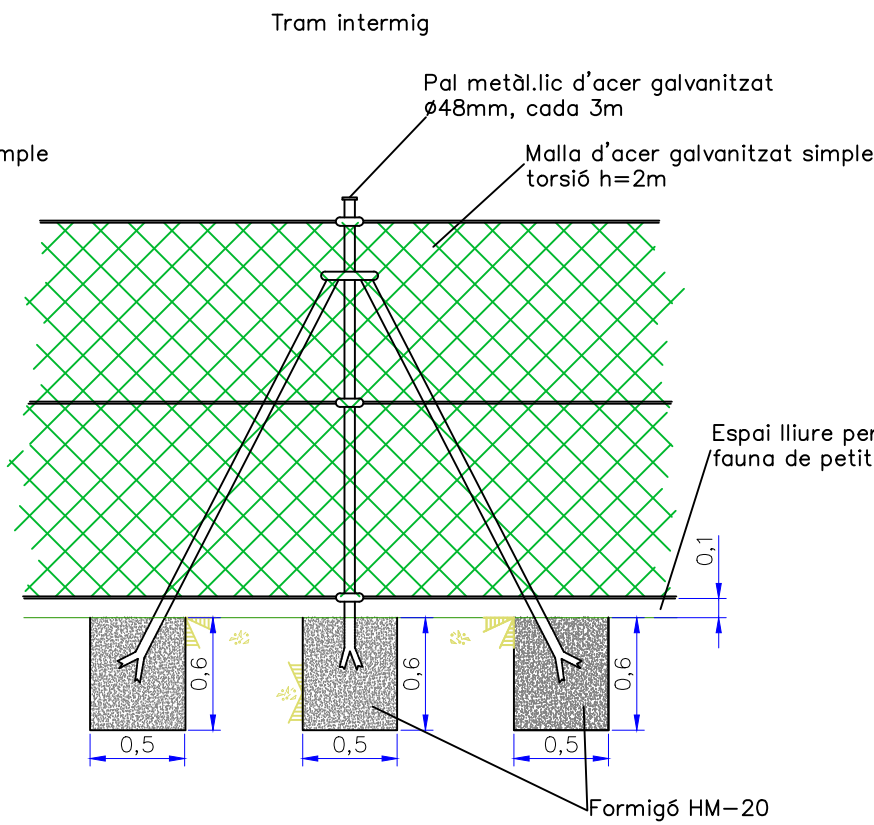 Tram intermig
Pal metàl.lic d'acer galvanitzat
ø48mm, cada 3m
mple
Malla d'acer galvanitzat simple
torsió h=2m
Espai lliure per
fauna de petit
0,1
0,6
0,6
0,6
0,5
0,5
0,5
Formigó HM-20